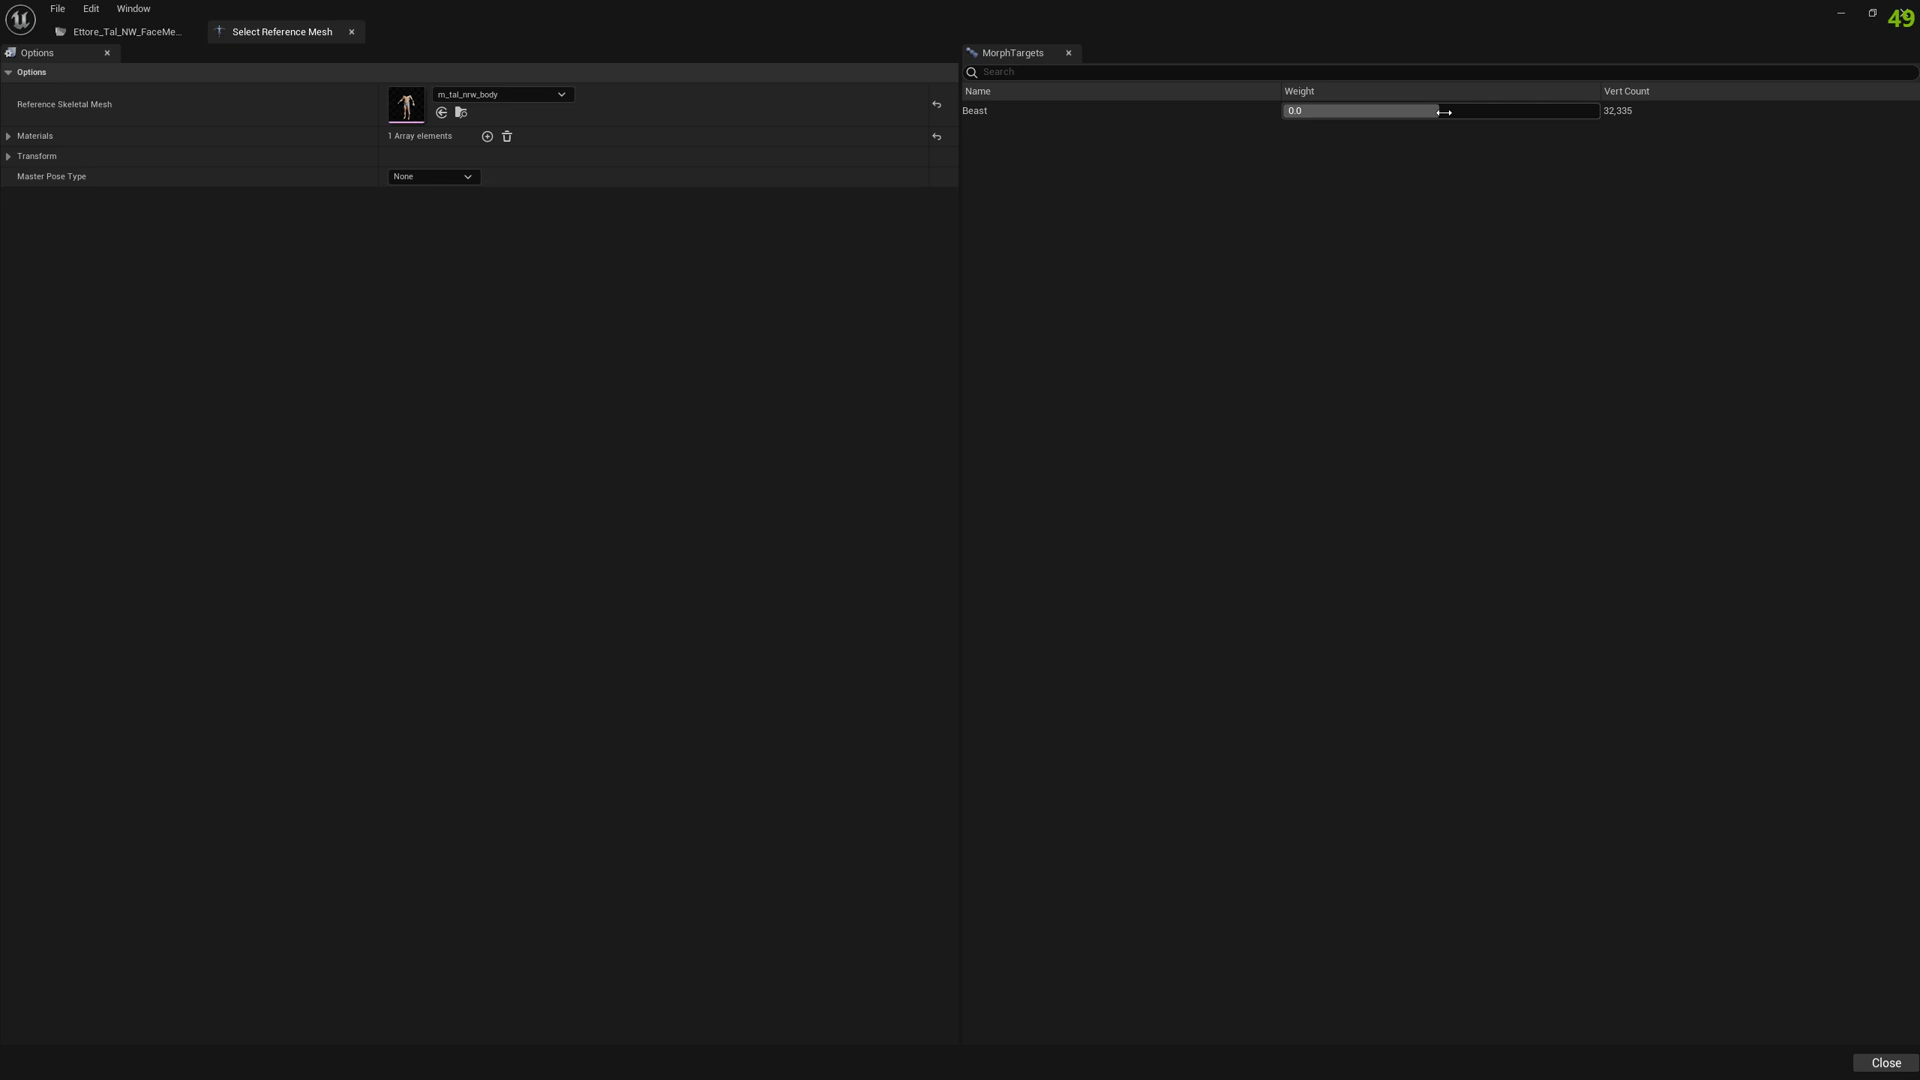 File Edit Window
49
Ettore_Tal_NW_FaceMe...
Select Reference Mesh
Options
MorphTargets
Options
Search
Name Weight Vert Count
Reference Skeletal Mesh
m_tal_nrw_body
Beast 0.0 32,335
Materials 1 Array elements
Transform
Master Pose Type None
Close